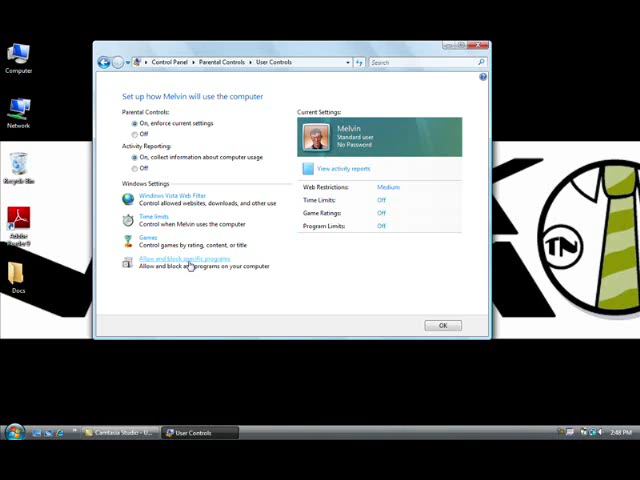 Computer
Network
Recycle Bin
Adobe
Reader 9
Docs
Control Panel
Parental Controls
User Controls
Search
Set up how Melvin will use the computer
Parental Controls:
On, enforce current settings
Off
Activity Reporting:
On, collect information about computer usage
Off
Windows Settings
Windows Vista Web Filter
Control allowed websites, downloads, and other use
Time limits
Control when Melvin uses the computer
Games
Control games by rating, content, or title
Allow and block specific programs
Allow and block any programs on your computer
Current Settings:
Melvin
Standard user
No Password
View activity reports
Web Restrictions: Medium
Time Limits: Off
Game Ratings: Off
Program Limits: Off
OK
TN
Camtasia Studio - U...
User Controls
2:48 PM